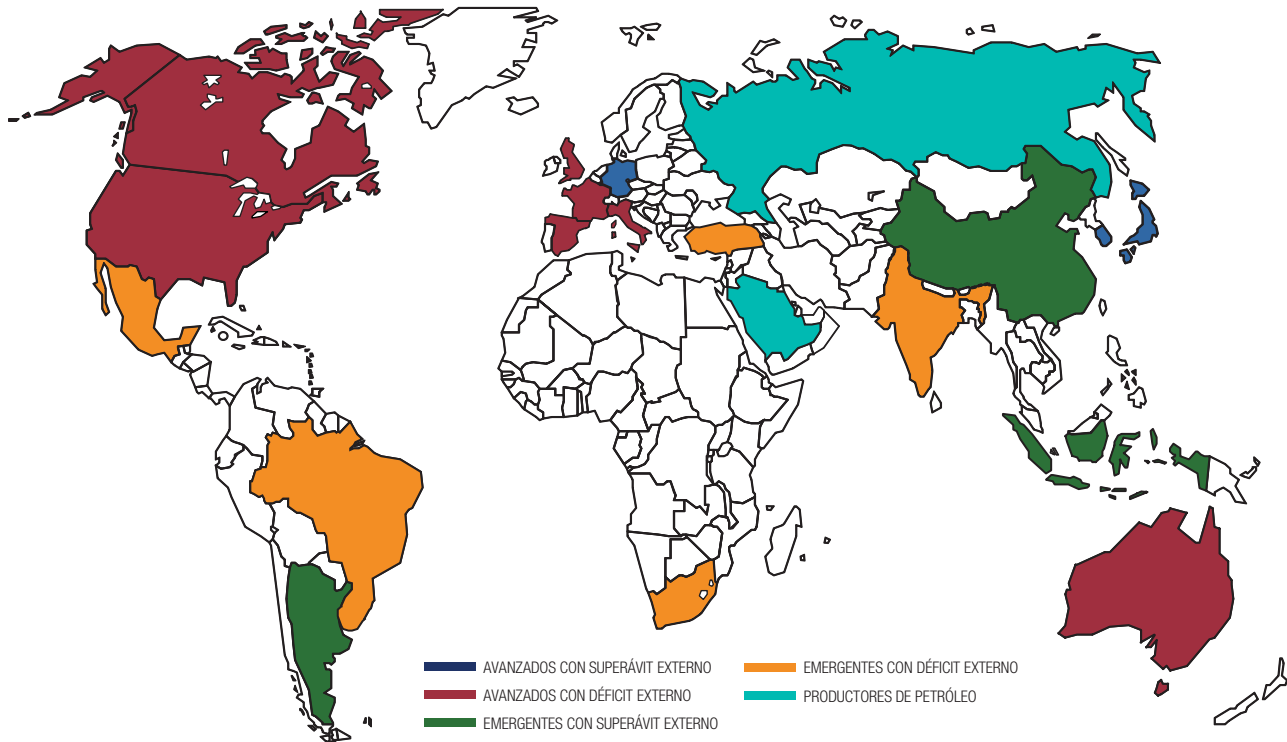 AVANZADOS CON SUPERÁVIT EXTERNO
AVANZADOS CON DÉFICIT EXTERNO
EMERGENTES CON SUPERÁVIT EXTERNO
EMERGENTES CON DÉFICIT EXTERNO
PRODUCTORES DE PETRÓLEO